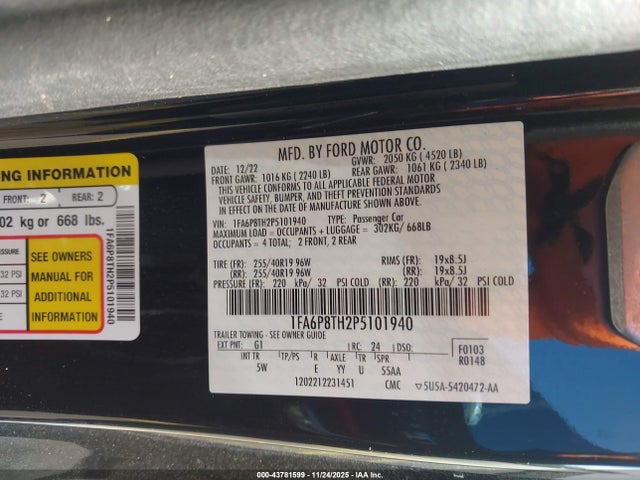 NG INFORMATION
FRONT: 2 REAR: 2
02 kg or 668 lbs.
PRESSURE
32 PSI
32 PSI
SEE OWNERS
MANUAL FOR
ADDITIONAL
INFORMATION
1FA6P8TH2P5101940
MFD. BY FORD MOTOR CO.
DATE: 12/22 GVWR: 2050 KG ( 4520 LB)
FRONT GAWR: 1016 KG ( 2240 LB) REAR GAWR: 1061 KG ( 2340 LB)
THIS VEHICLE CONFORMS TO ALL APPLICABLE FEDERAL MOTOR
VEHICLE SAFETY, BUMPER, AND THEFT PREVENTION STANDARDS
IN EFFECT ON THE DATE OF MANUFACTURE SHOWN ABOVE.
VIN: 1FA6P8TH2P5101940 TYPE: Passenger Car
MAXIMUM LOAD = OCCUPANTS + LUGGAGE = 302KG/ 668LB
OCCUPANTS = 4 TOTAL; 2 FRONT, 2 REAR
TIRE (FR): 255/40R19 96W RIMS (FR): 19x8.5J
(RR): 255/40R19 96W (RR): 19x8.5J
PRESSURE (FR): 220 kPa/ 32 PSI COLD (RR): 220 kPa/ 32 PSI COLD
1FA6P8TH2P5101940
TRAILER TOWING - SEE OWNER GUIDE
EXT PNT: G1 RC: 24 DSO: F0103
R0148
INT TR TP/PS R AXLE TR SPR
5W E YY U 55AA
1202212231451 CMC SU5A-5420472-AA
000-43781599 — 11/24/2025 — IAAI/ACES